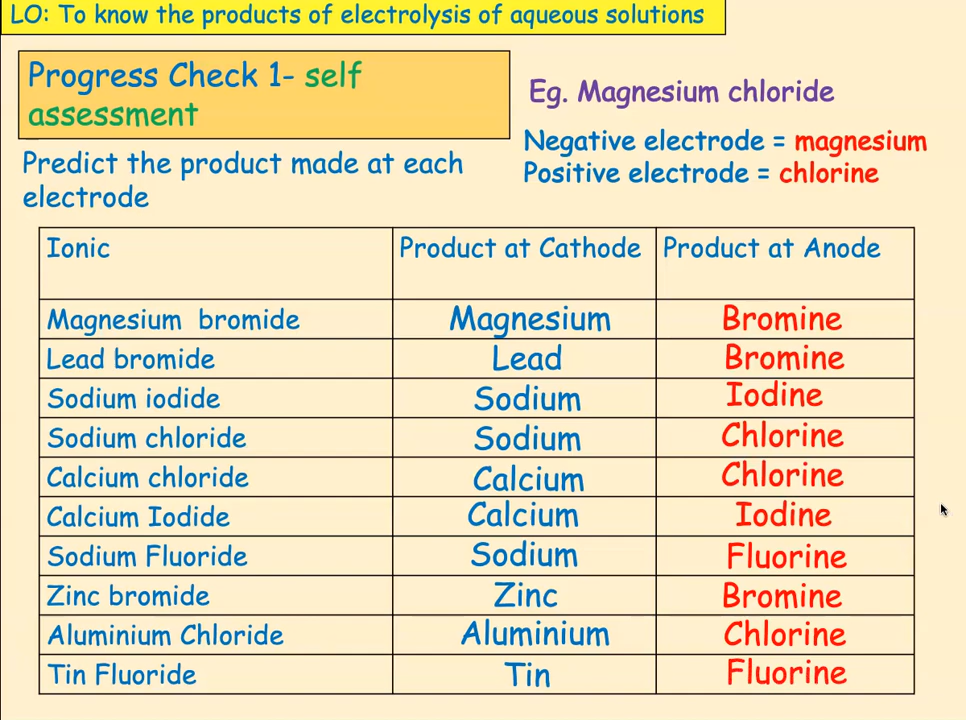 LO: To know the products of electrolysis of aqueous solutions
Progress Check 1- self
assessment
Eg. Magnesium chloride
Negative electrode = magnesium
Positive electrode = chlorine
Predict the product made at each
electrode
Ionic Product at Cathode Product at Anode
Magnesium bromide Magnesium Bromine
Lead bromide Lead Bromine
Sodium iodide Sodium Iodine
Sodium chloride Sodium Chlorine
Calcium chloride Calcium Chlorine
Calcium Iodide Calcium Iodine
Sodium Fluoride Sodium Fluorine
Zinc bromide Zinc Bromine
Aluminium Chloride Aluminium Chlorine
Tin Fluoride Tin Fluorine